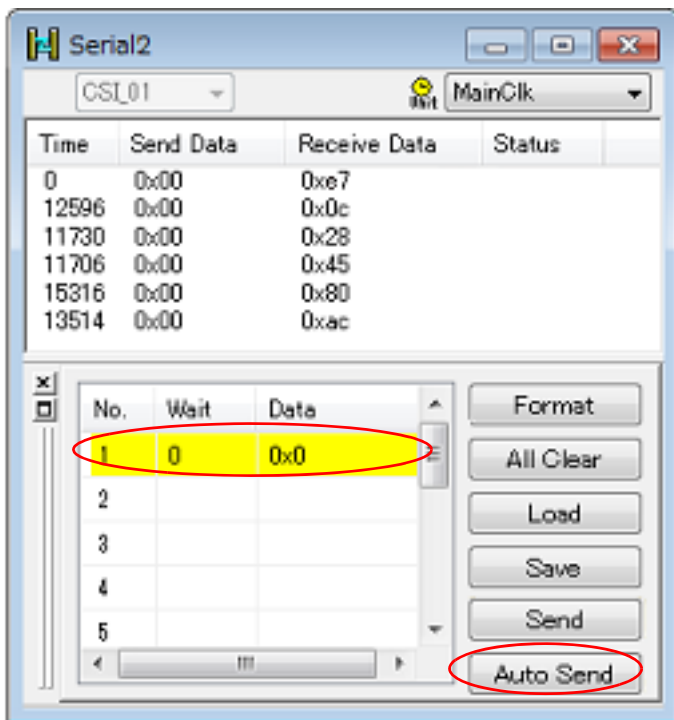 Serial2
CSI_01 Unit MainClk
Time Send Data Receive Data Status
0 0x00 0xe7
12596 0x00 0x0c
11730 0x00 0x28
11706 0x00 0x45
15316 0x00 0x80
13514 0x00 0xac
No. Wait Data
1 0 0x0
2
3
4
5
Format
All Clear
Load
Save
Send
Auto Send